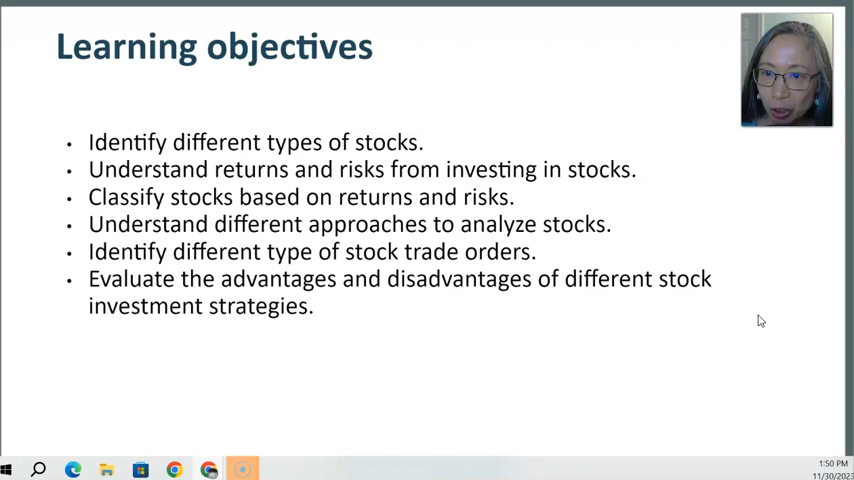 Learning objectives
• Identify different types of stocks.
• Understand returns and risks from investing in stocks.
• Classify stocks based on returns and risks.
• Understand different approaches to analyze stocks.
• Identify different type of stock trade orders.
• Evaluate the advantages and disadvantages of different stock
investment strategies.
1:50 PM
11/30/2023